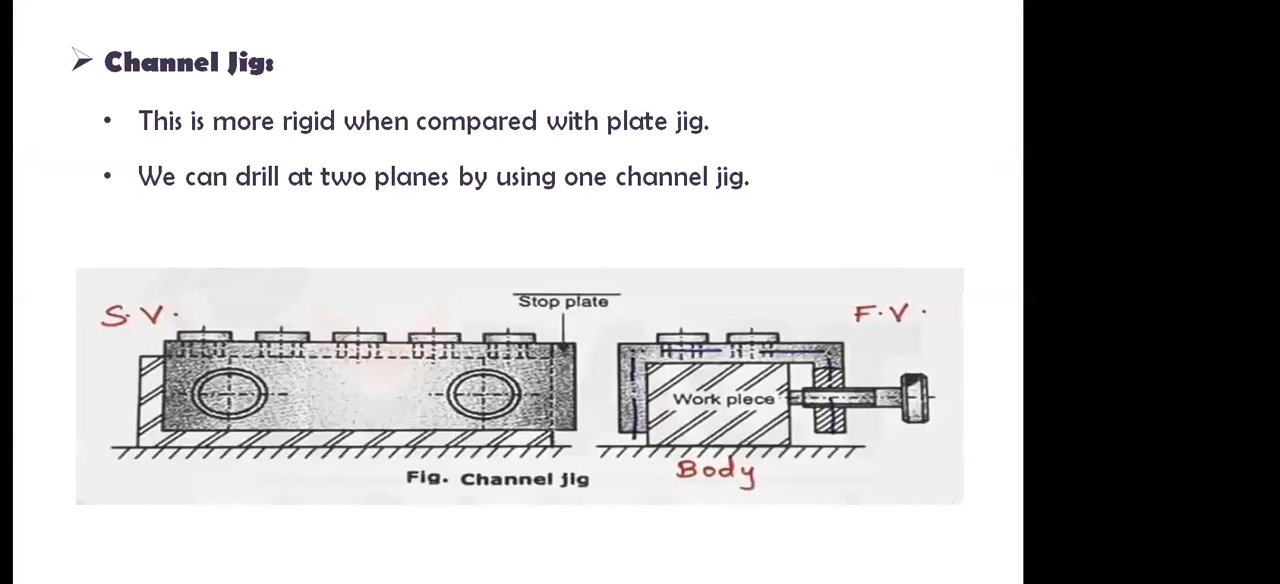 Channel Jig:
• This is more rigid when compared with plate jig.
• We can drill at two planes by using one channel jig.
Stop plate
S.V.
F.V.
Work piece
Fig. Channel jig
Body